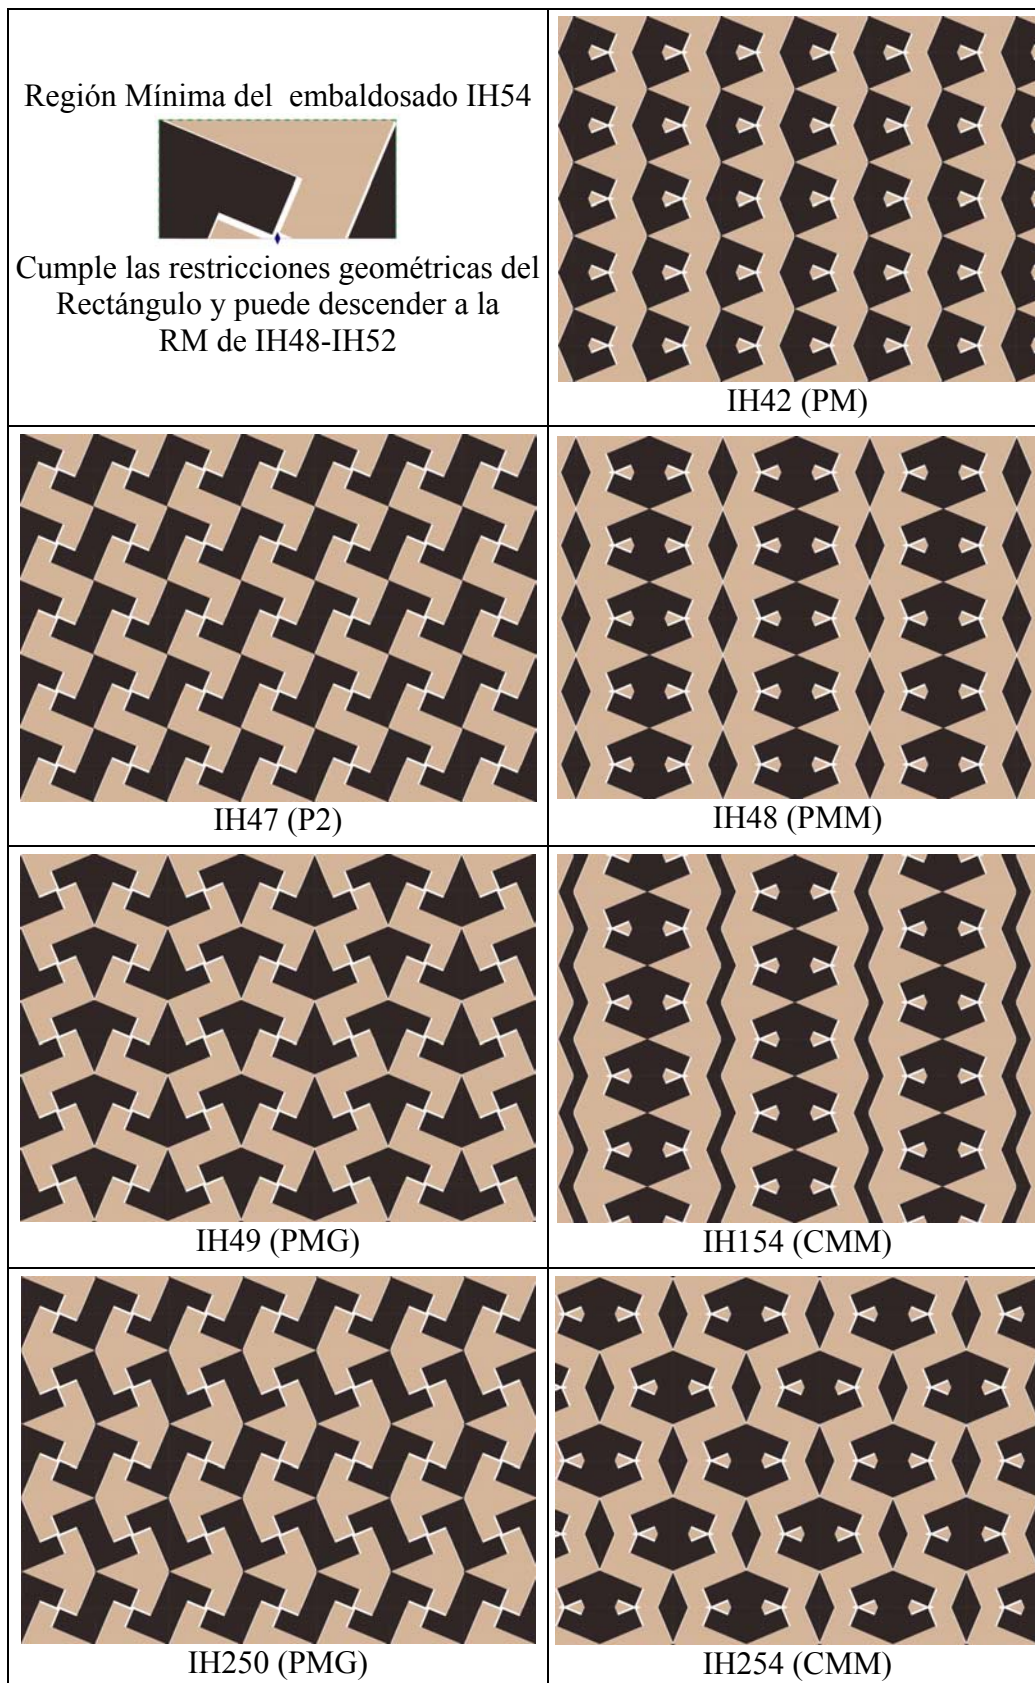 Región Mínima del embaldosado IH54
Cumple las restricciones geométricas del
Rectángulo y puede descender a la
RM de IH48-IH52
IH42 (PM)
IH47 (P2)
IH48 (PMM)
IH49 (PMG)
IH154 (CMM)
IH250 (PMG)
IH254 (CMM)